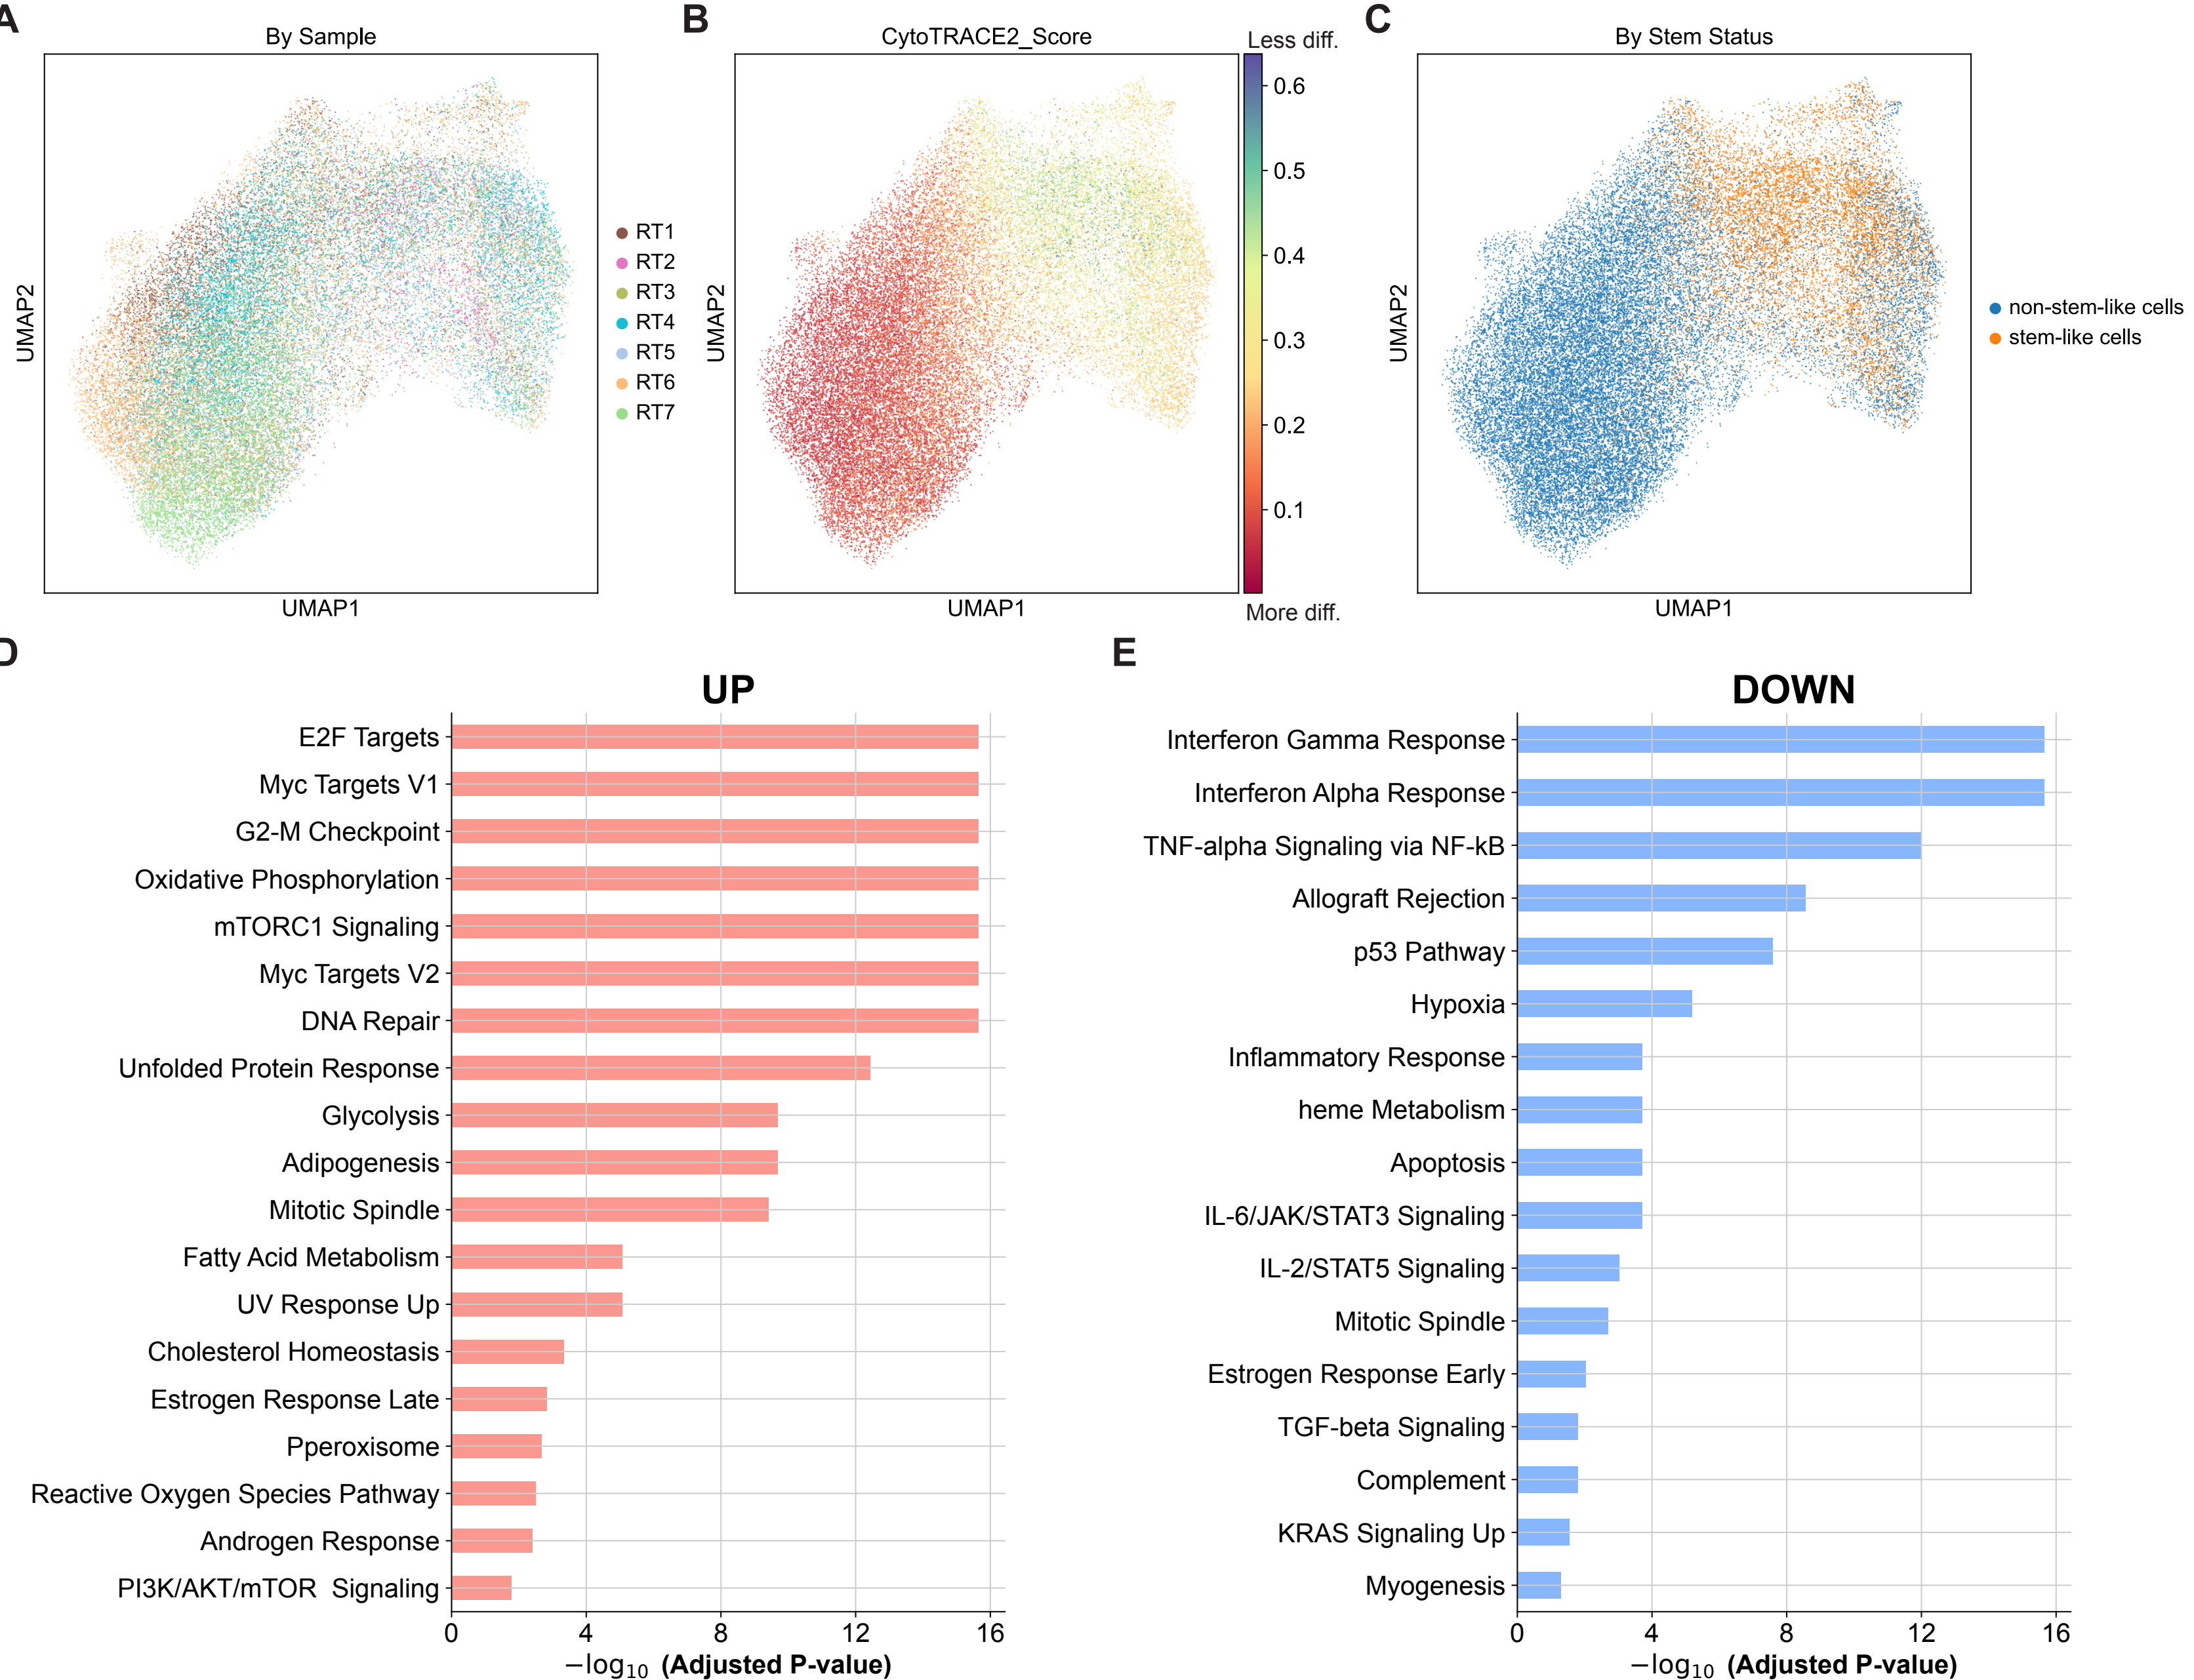 A
By Sample
UMAP2
UMAP1
RT1
RT2
RT3
RT4
RT5
RT6
RT7
B
CytoTRACE2_Score
UMAP2
UMAP1
Less diff.
0.6
0.5
0.4
0.3
0.2
0.1
More diff.
C
By Stem Status
UMAP2
UMAP1
non-stem-like cells
stem-like cells
D
UP
E2F Targets
Myc Targets V1
G2-M Checkpoint
Oxidative Phosphorylation
mTORC1 Signaling
Myc Targets V2
DNA Repair
Unfolded Protein Response
Glycolysis
Adipogenesis
Mitotic Spindle
Fatty Acid Metabolism
UV Response Up
Cholesterol Homeostasis
Estrogen Response Late
Pperoxisome
Reactive Oxygen Species Pathway
Androgen Response
PI3K/AKT/mTOR  Signaling
0 4 8 12 16
−log₁₀ (Adjusted P-value)
E
DOWN
Interferon Gamma Response
Interferon Alpha Response
TNF-alpha Signaling via NF-kB
Allograft Rejection
p53 Pathway
Hypoxia
Inflammatory Response
heme Metabolism
Apoptosis
IL-6/JAK/STAT3 Signaling
IL-2/STAT5 Signaling
Mitotic Spindle
Estrogen Response Early
TGF-beta Signaling
Complement
KRAS Signaling Up
Myogenesis
0 4 8 12 16
−log₁₀ (Adjusted P-value)